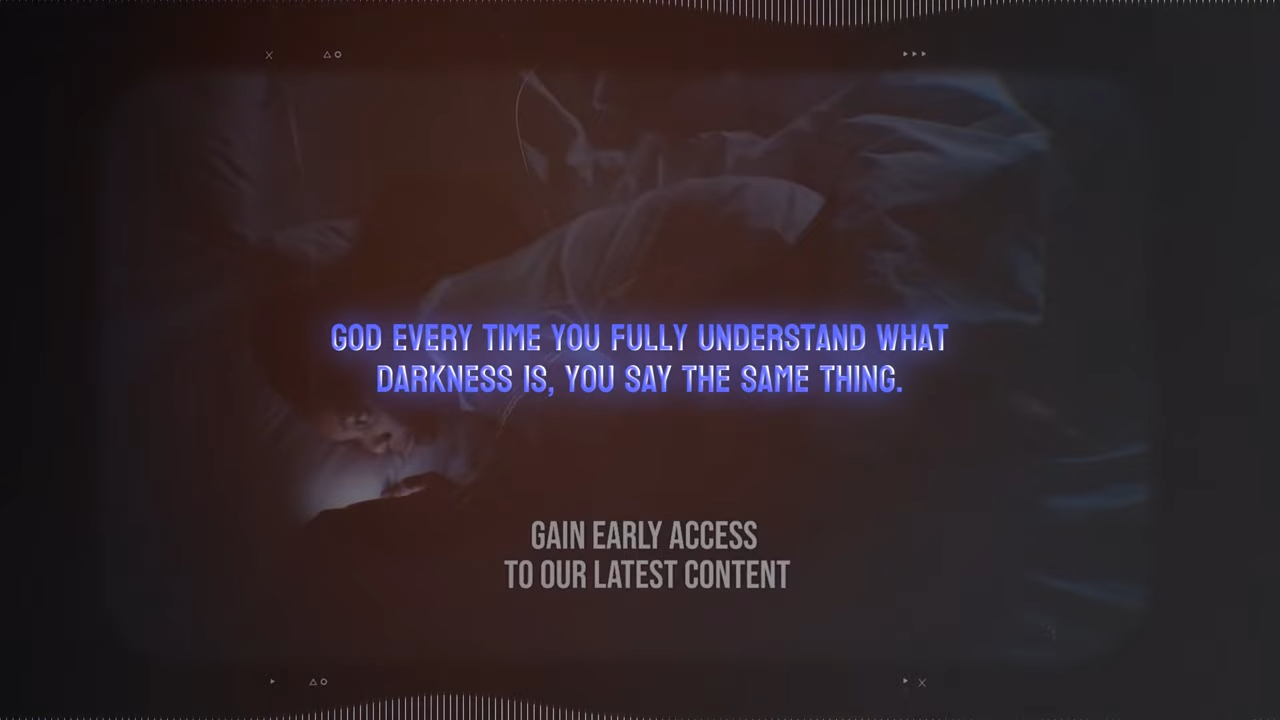 GOD EVERY TIME YOU FULLY UNDERSTAND WHAT
DARKNESS IS, YOU SAY THE SAME THING.
GAIN EARLY ACCESS
TO OUR LATEST CONTENT